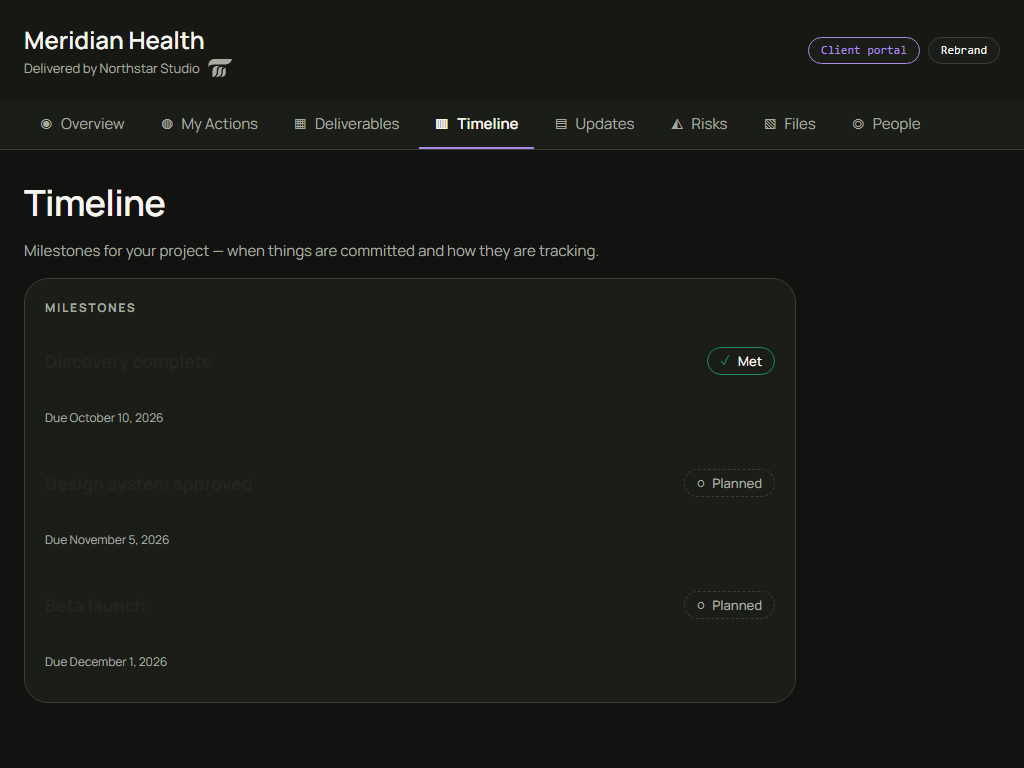 Meridian Health
Delivered by Northstar Studio
Client portal
Rebrand
Overview
My Actions
Deliverables
Timeline
Updates
Risks
Files
People
Timeline
Milestones for your project — when things are committed and how they are tracking.
MILESTONES
Discovery complete
✓ Met
Due October 10, 2026
Design system approved
Planned
Due November 5, 2026
Beta launch
Planned
Due December 1, 2026